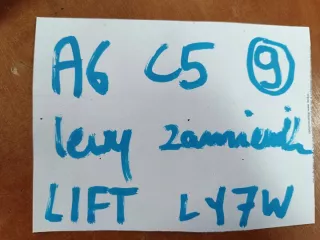 A6 C5 9
lewy zamiennik
LIFT LY7W